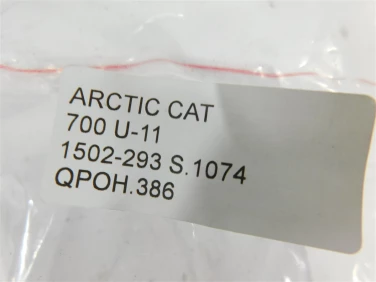 ARCTIC CAT
700 U-11
1502-293 S.1074
QPOH.386